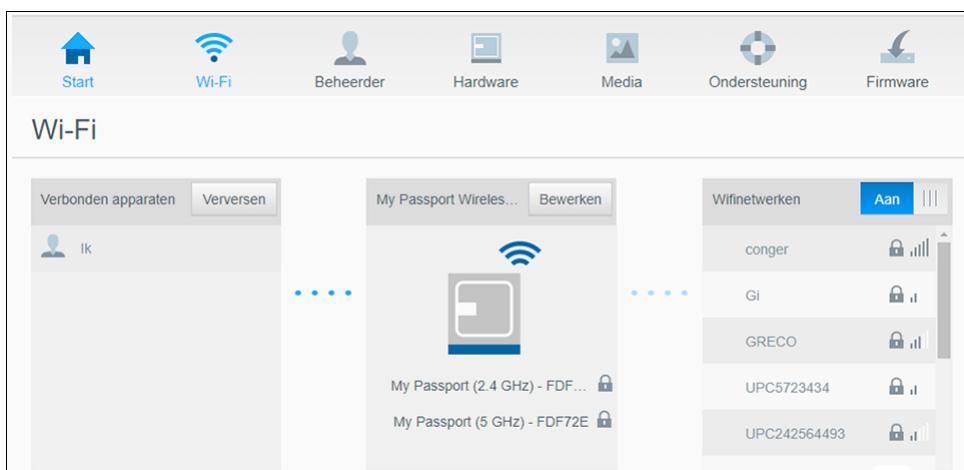 Start
Wi-Fi
Beheerder
Hardware
Media
Ondersteuning
Firmware
Wi-Fi
Verbonden apparaten
Verversen
Ik
My Passport Wireles...
Bewerken
My Passport (2.4 GHz) - FDF...
My Passport (5 GHz) - FDF72E
Wifinetwerken
Aan
conger
Gi
GRECO
UPC5723434
UPC242564493